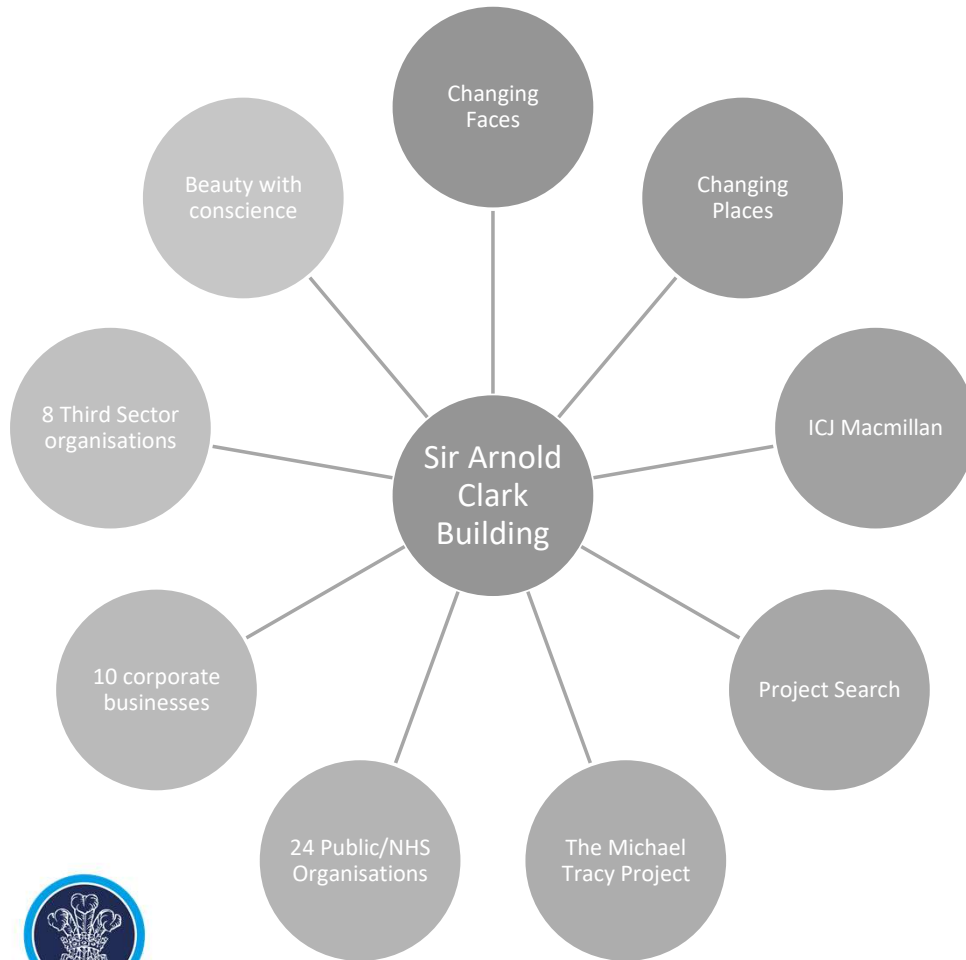 Changing
Faces
Changing
Places
ICJ Macmillan
Project Search
The Michael
Tracy Project
24 Public/NHS
Organisations
10 corporate
businesses
8 Third Sector
organisations
Beauty with
conscience
Sir Arnold
Clark
Building